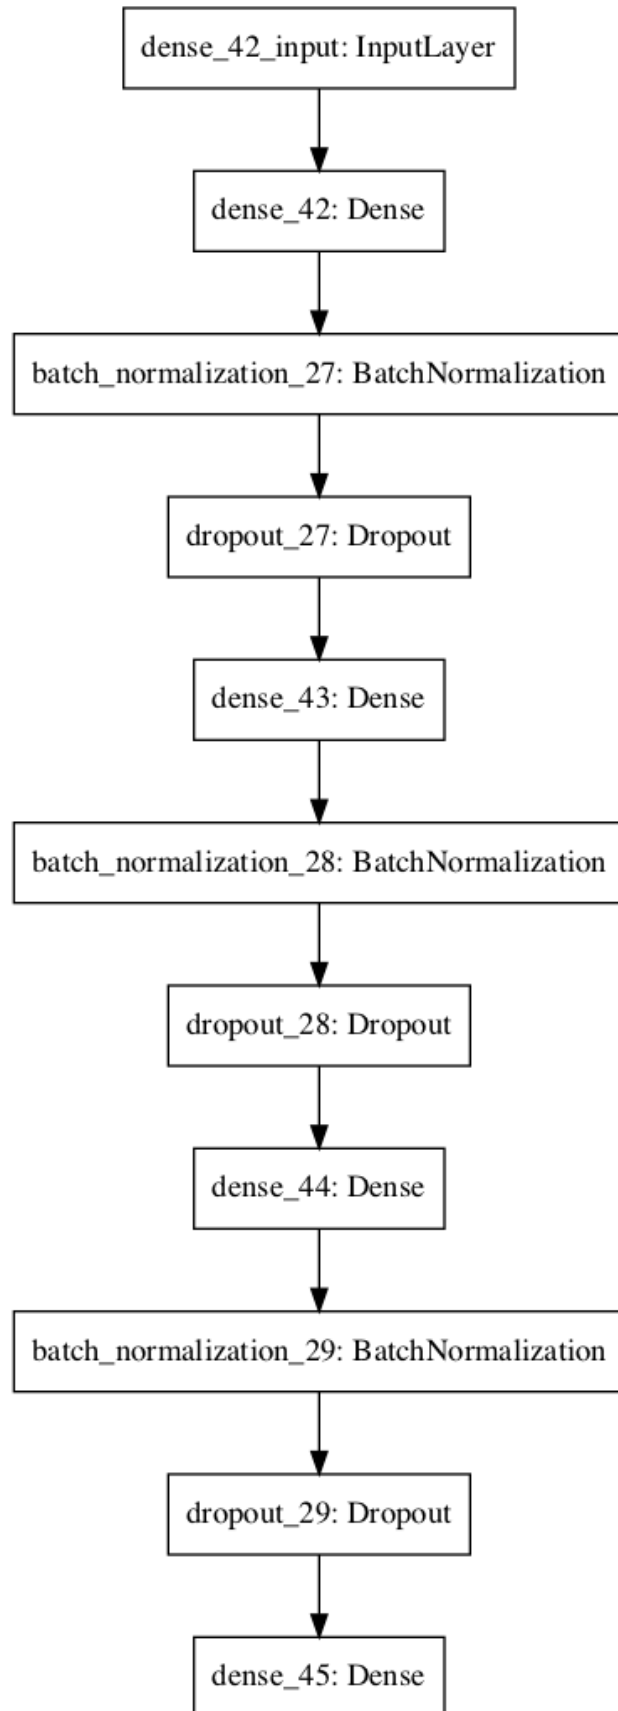 dense_42_input: InputLayer
dense_42: Dense
batch_normalization_27: BatchNormalization
dropout_27: Dropout
dense_43: Dense
batch_normalization_28: BatchNormalization
dropout_28: Dropout
dense_44: Dense
batch_normalization_29: BatchNormalization
dropout_29: Dropout
dense_45: Dense